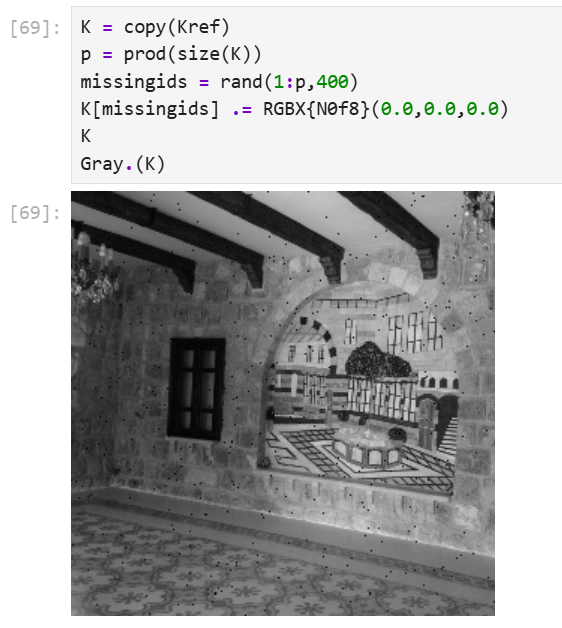 [69]: K = copy(Kref)
p = prod(size(K))
missingids = rand(1:p,400)
K[missingids] .= RGBX{N0f8}(0.0,0.0,0.0)
K
Gray.(K)
[69]: